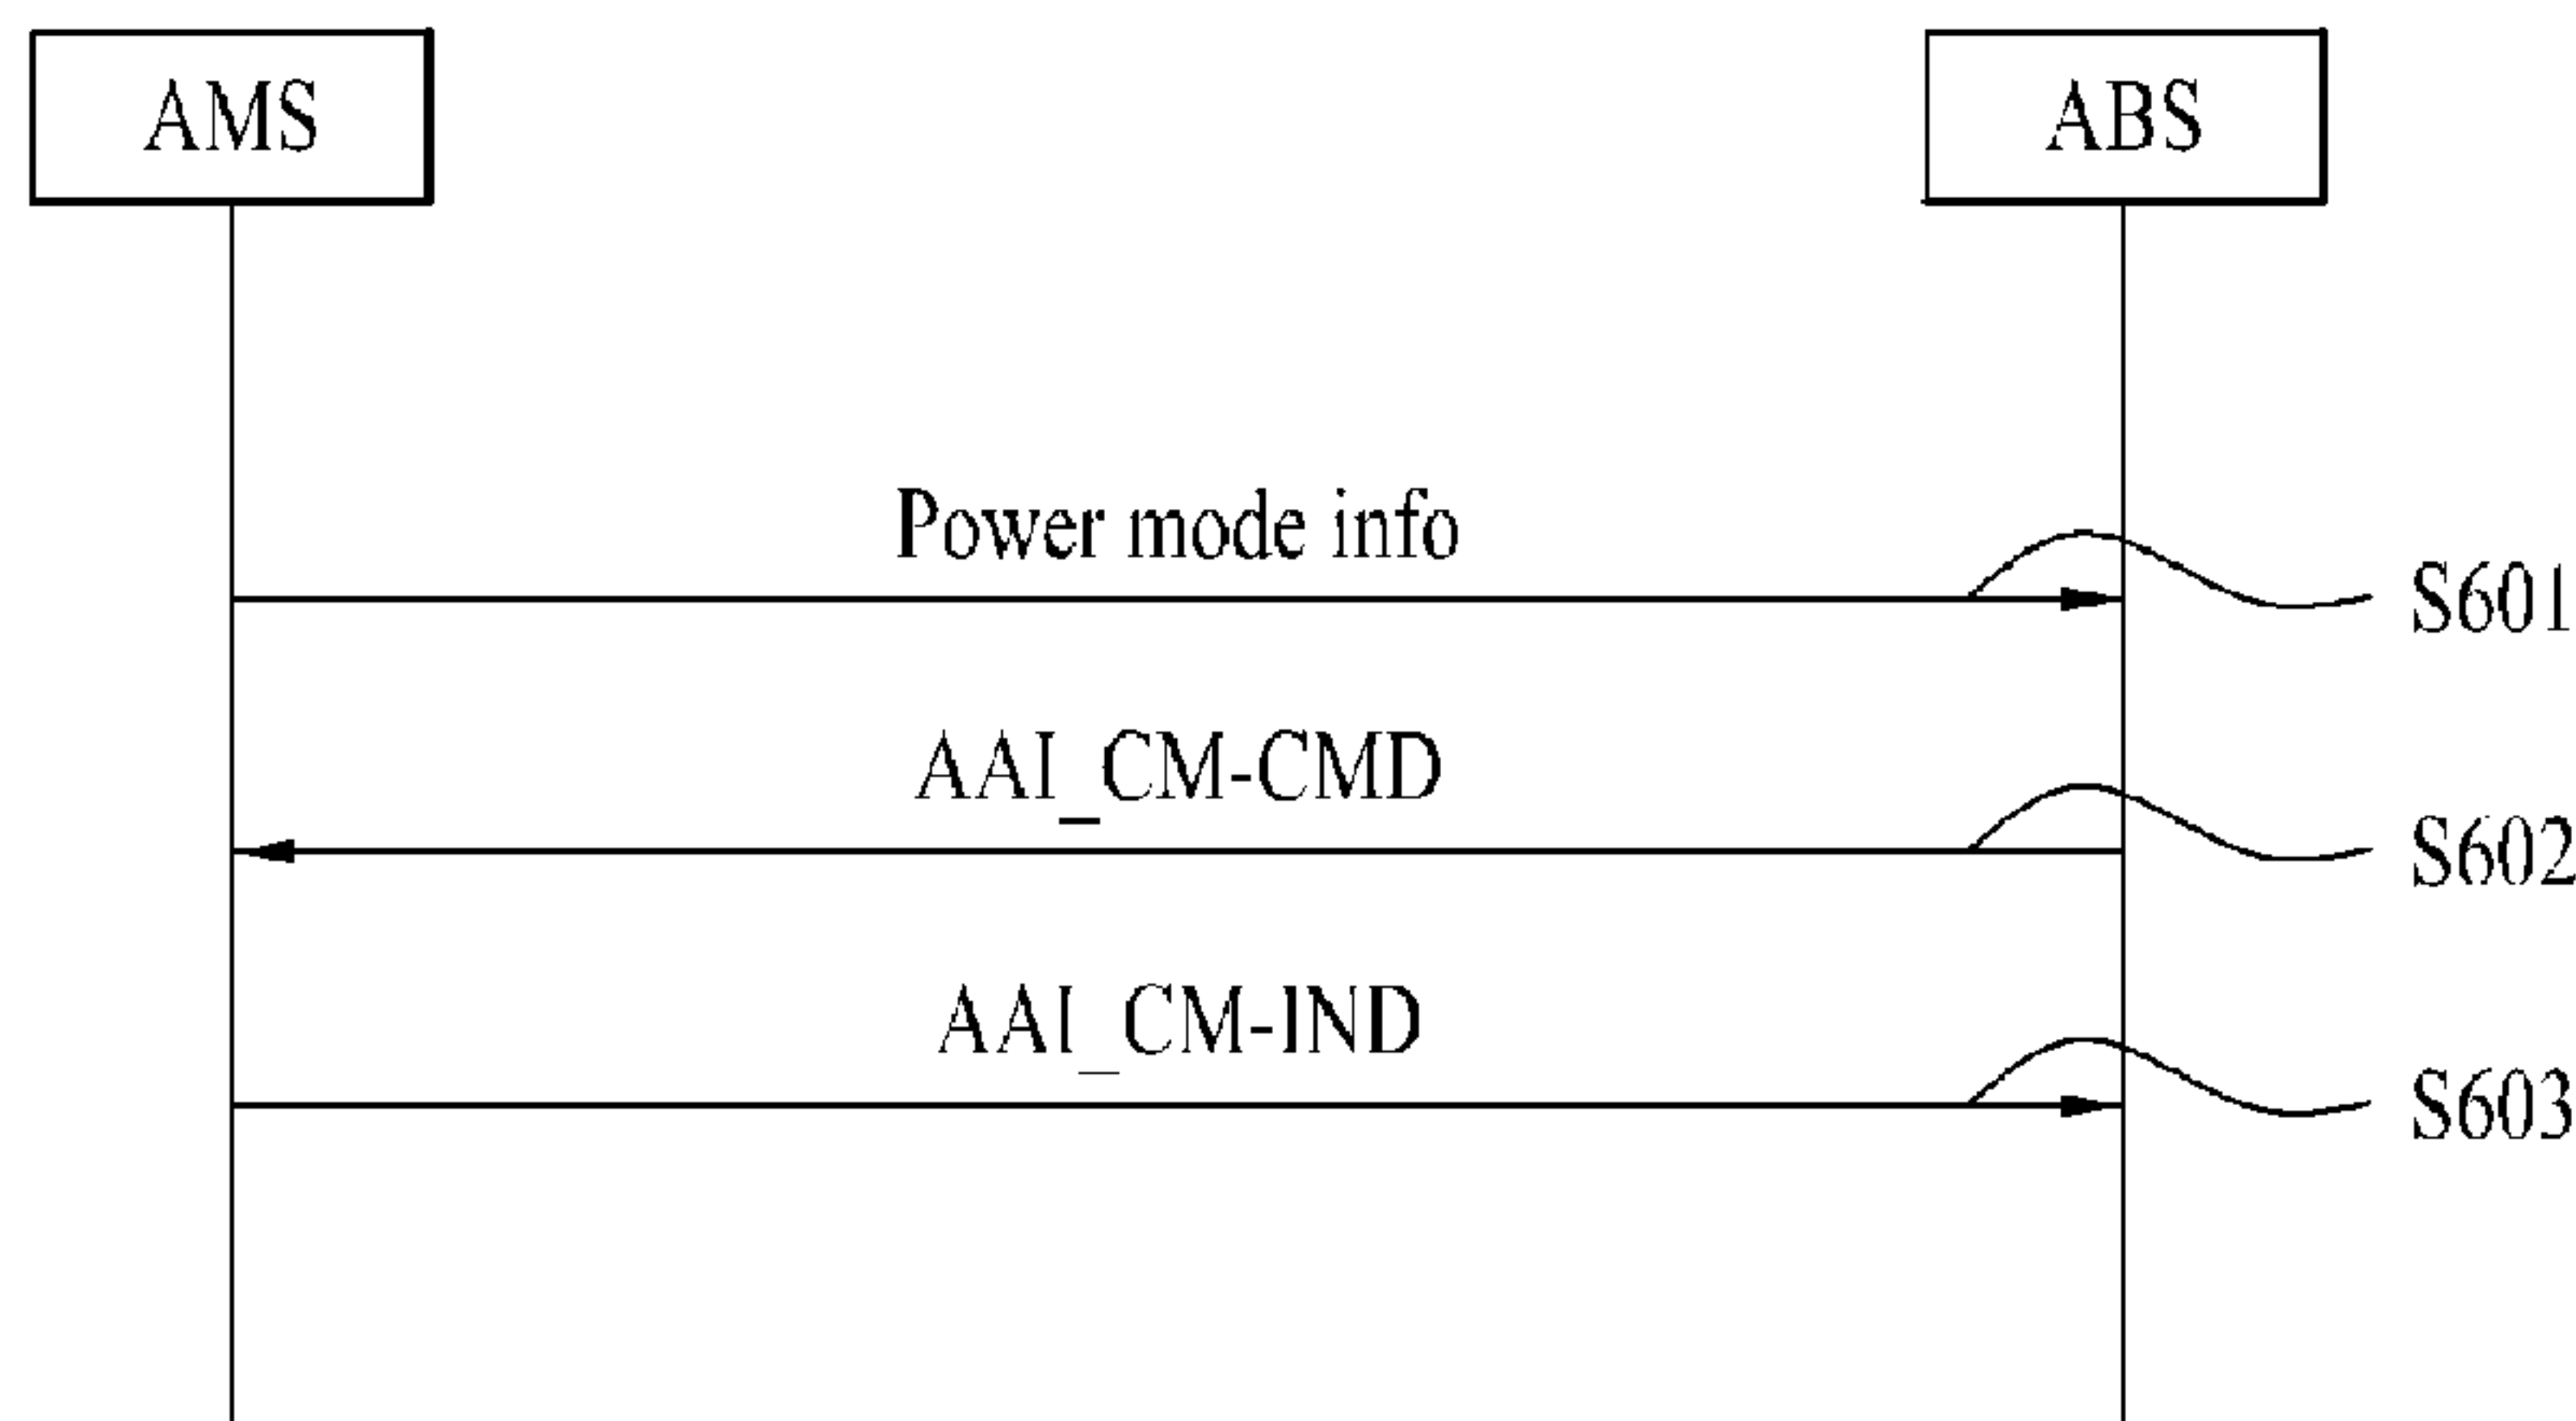 AMS
ABS
Power mode info
S601
AAI_CM-CMD
S602
AAI_CM-IND
S603